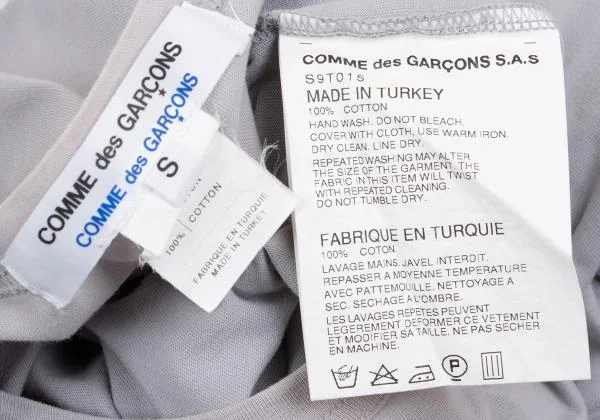 COMME des GARÇONS
COMME des GARÇONS
S
COTTON
100% COTTON
FABRIQUE EN TURQUIE
MADE IN TURKEY
COMME des GARÇONS S.A.S
S9T015
MADE IN TURKEY
100% COTTON
HAND WASH. DO NOT BLEACH.
COVER WITH CLOTH, USE WARM IRON.
DRY CLEAN. LINE DRY.
REPEATED WASHING MAY ALTER
THE SIZE OF THE GARMENT. THE
FABRIC IN THIS ITEM WILL TWIST
WITH REPEATED CLEANING.
DO NOT TUMBLE DRY.
FABRIQUE EN TURQUIE
100% COTON
LAVAGE MAINS. JAVEL INTERDIT.
REPASSER A MOYENNE TEMPERATURE
AVEC PATTEMOUILLE. NETTOYAGE A
SEC. SECHAGE A L'OMBRE.
LES LAVAGES REPETES PEUVENT
LEGEREMENT DEFORMER CE VETEMENT
ET MODIFIER SA TAILLE. NE PAS SECHER
EN MACHINE.
P